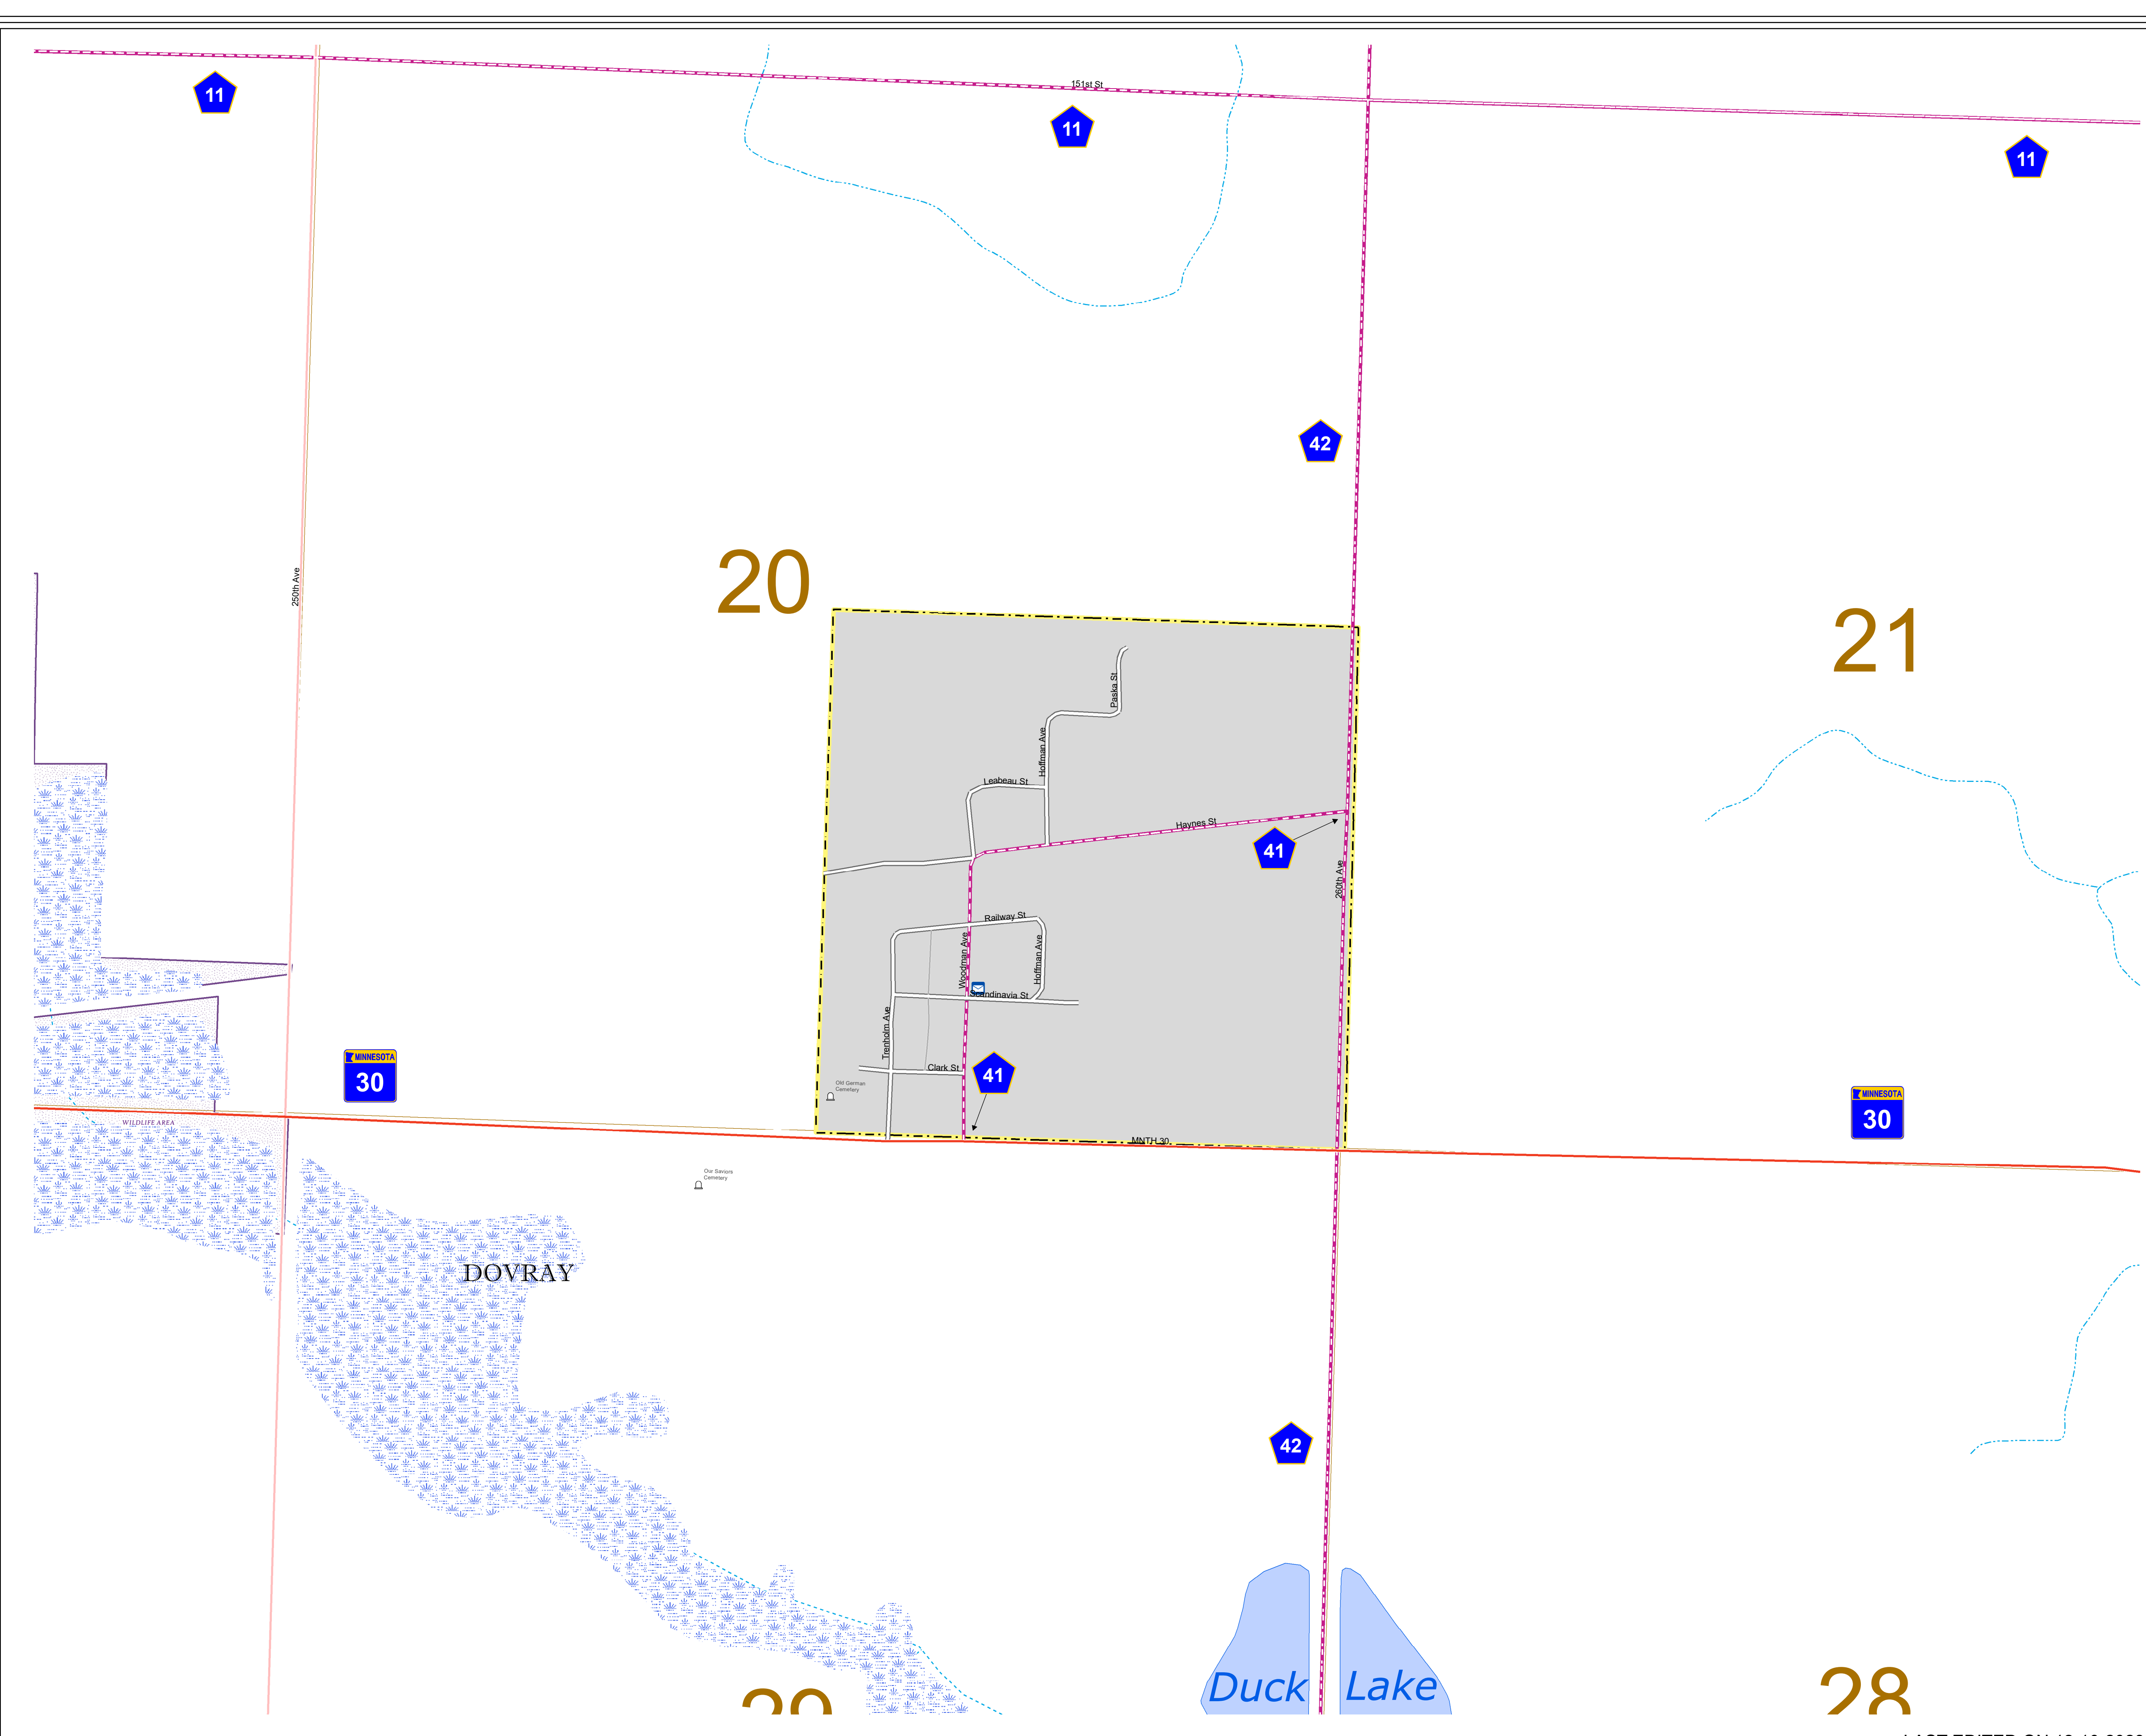 151st St
11
11
11
42
250th Ave
20
21
Paska St
Hoffman Ave
Leabeau St
Haynes St
41
260th Ave
Railway St
Woodman Ave
Hoffman Ave
Scandinavia St
Trenholm Ave
Clark St
41
Old German
Cemetery
MINNESOTA
30
MINNESOTA
30
WILDLIFE AREA
MNTH 30
Our Saviors
Cemetery
DOVRAY
42
Duck Lake
28